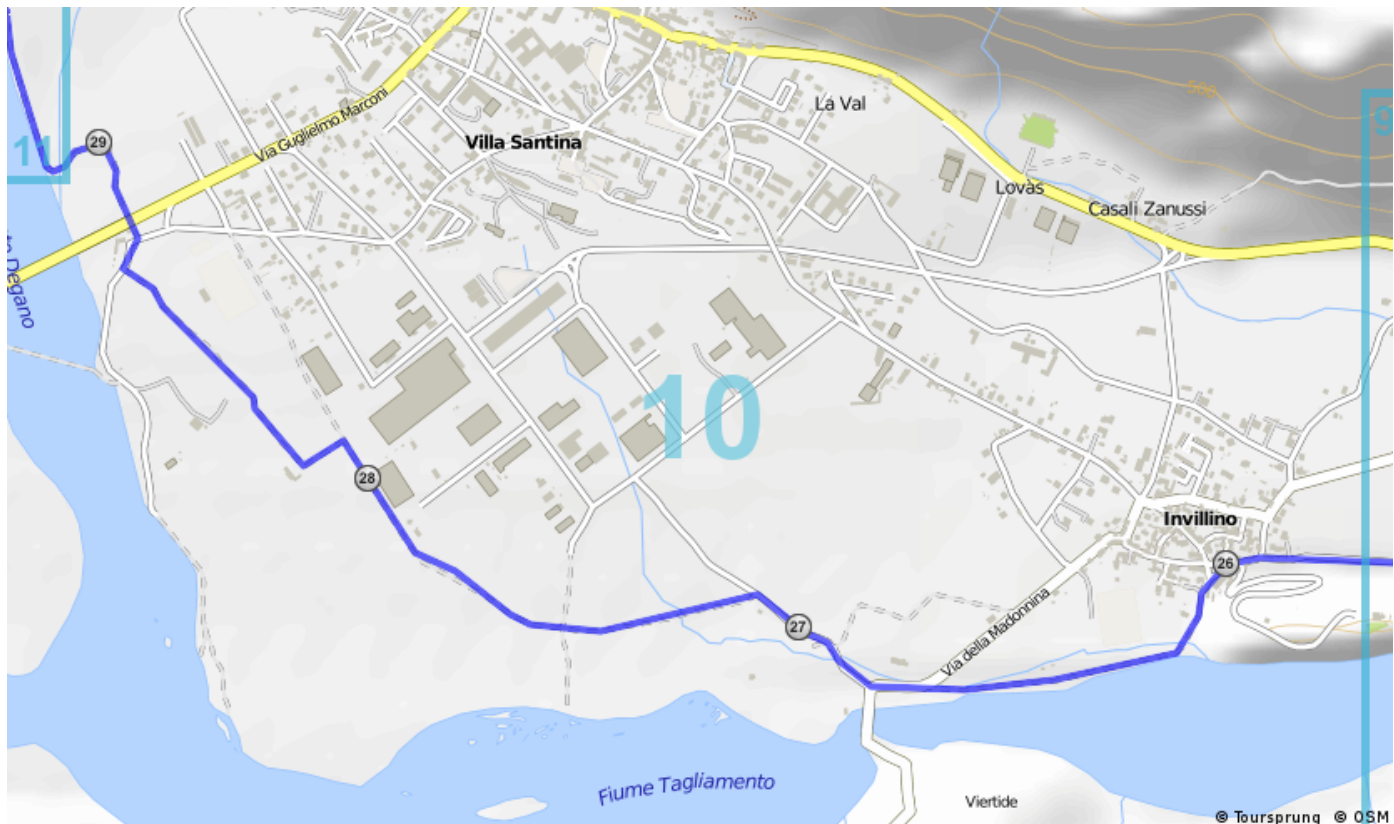 500
La Val
9
Via Guglielmo Marconi
29
Villa Santina
11
Lovàs
Casali Zanussi
Degano
10
28
Invillino
26
Via della Madonnina
27
Fiume Tagliamento
Viertide
© Toursprung © OSM